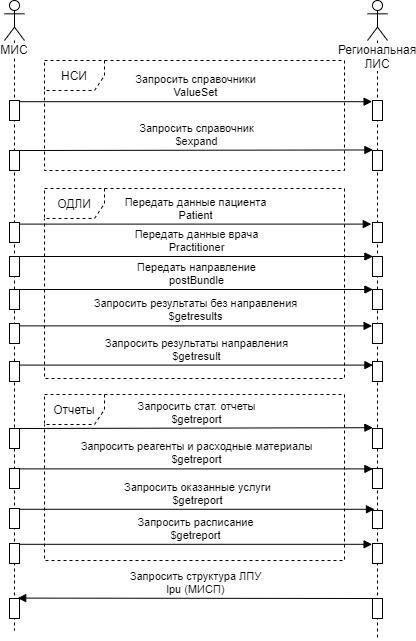 МИС
Региональная
ЛИС
НСИ
Запросить справочники
ValueSet
Запросить справочник
$expand
ОДЛИ
Передать данные пациента
Patient
Передать данные врача
Practitioner
Передать направление
postBundle
Запросить результаты без направления
$getresults
Запросить результаты направления
$getresult
Отчеты
Запросить стат. отчеты
$getreport
Запросить реагенты и расходные материалы
$getreport
Запросить оказанные услуги
$getreport
Запросить расписание
$getreport
Запросить структура ЛПУ
lpu (МИСП)